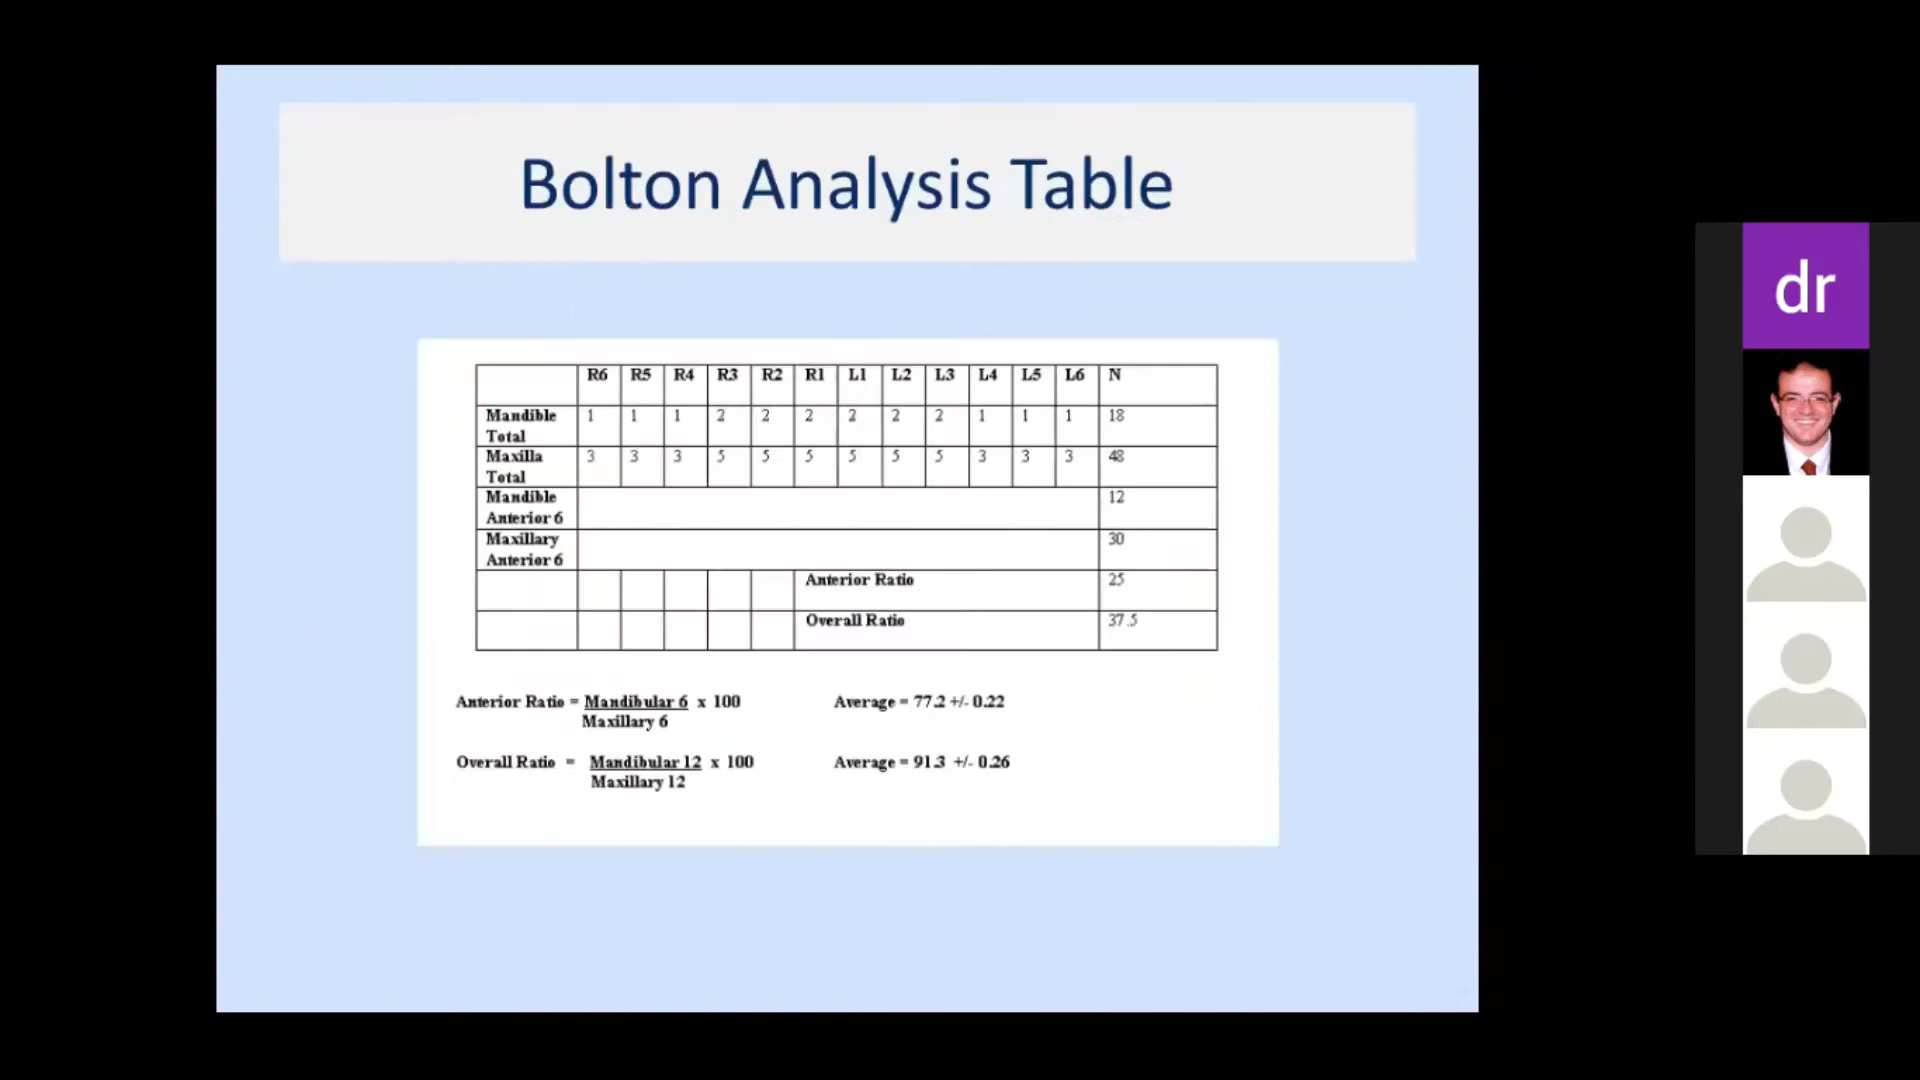 Bolton Analysis Table
R6 R5 R4 R3 R2 R1 L1 L2 L3 L4 L5 L6 N
Mandible Total 1 1 1 2 2 2 2 2 2 1 1 1 18
Maxilla Total 3 3 3 5 5 5 5 5 5 3 3 3 48
Mandible Anterior 6 12
Maxillary Anterior 6 30
Anterior Ratio 25
Overall Ratio 37.5
Anterior Ratio = Mandibular 6 x 100 Average = 77.2 +/- 0.22
Maxillary 6
Overall Ratio = Mandibular 12 x 100 Average = 91.3 +/- 0.26
Maxillary 12
dr